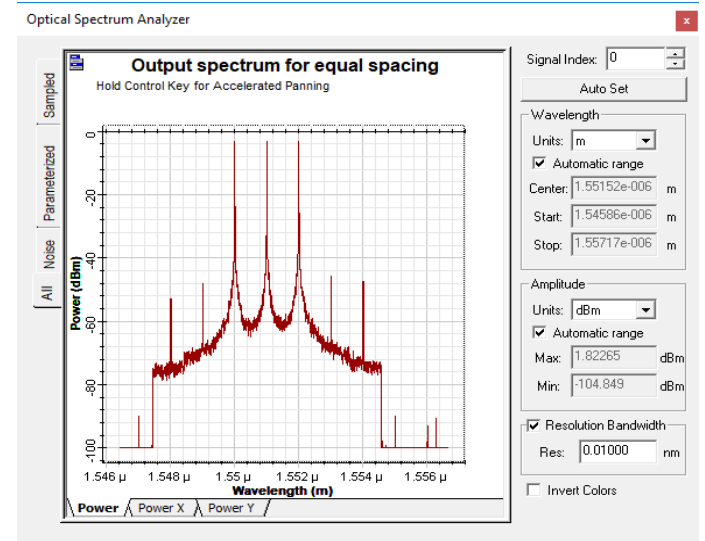 Optical Spectrum Analyzer
x
Sampled
Parameterized
Noise
All
Output spectrum for equal spacing
Hold Control Key for Accelerated Panning
Power (dBm)
0
-20
-40
-60
-80
-100
1.546 µ 1.548 µ 1.55 µ 1.552 µ 1.554 µ 1.556 µ
Wavelength (m)
Power Power X Power Y
Signal Index: 0
Auto Set
Wavelength
Units: m
Automatic range
Center: 1.55152e-006 m
Start: 1.54586e-006 m
Stop: 1.55717e-006 m
Amplitude
Units: dBm
Automatic range
Max: 1.82265 dBm
Min: -104.849 dBm
Resolution Bandwidth
Res: 0.01000 nm
Invert Colors